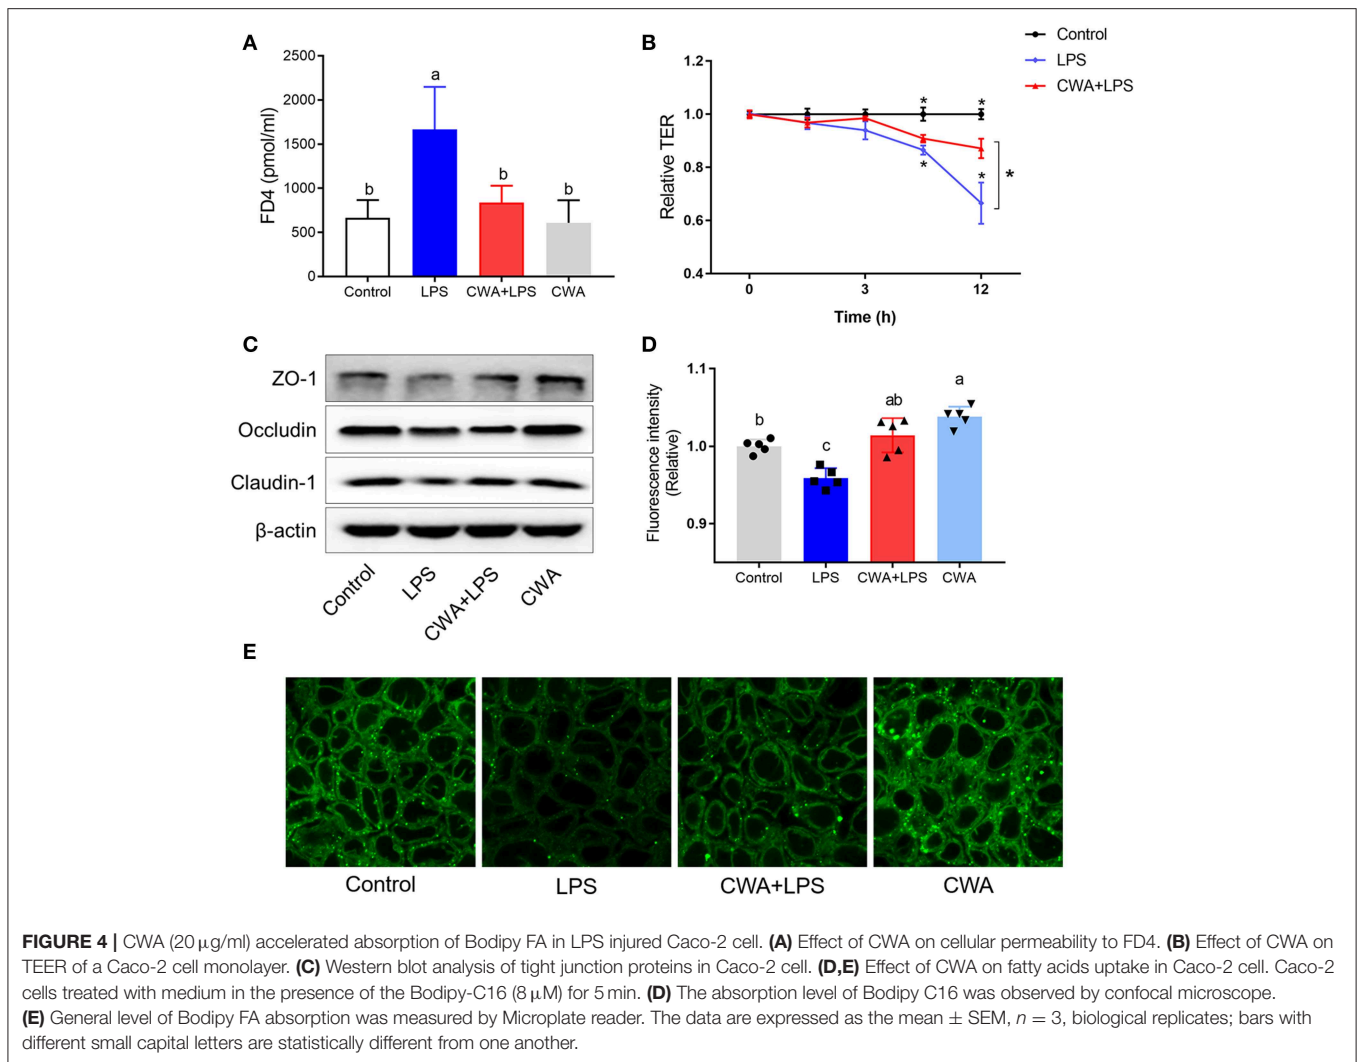 A
2500
2000
1500
1000
500
0
FD4 (pmol/ml)
b
a
b
b
Control
LPS
CWA+LPS
CWA
B
Control
LPS
CWA+LPS
1.2
1.0
0.8
0.6
0.4
Relative TER
*
*
*
*
*
0
3
12
Time (h)
C
ZO-1
Occludin
Claudin-1
β-actin
Control
LPS
CWA+LPS
CWA
D
1.1
1.0
0.9
Fluorescence intensity
(Relative)
b
c
ab
a
Control
LPS
CWA+LPS
CWA
E
Control
LPS
CWA+LPS
CWA
FIGURE 4 | CWA (20 μg/ml) accelerated absorption of Bodipy FA in LPS injured Caco-2 cell. (A) Effect of CWA on cellular permeability to FD4. (B) Effect of CWA on
TEER of a Caco-2 cell monolayer. (C) Western blot analysis of tight junction proteins in Caco-2 cell. (D,E) Effect of CWA on fatty acids uptake in Caco-2 cell. Caco-2
cells treated with medium in the presence of the Bodipy-C16 (8 μM) for 5 min. (D) The absorption level of Bodipy C16 was observed by confocal microscope.
(E) General level of Bodipy FA absorption was measured by Microplate reader. The data are expressed as the mean ± SEM, n = 3, biological replicates; bars with
different small capital letters are statistically different from one another.